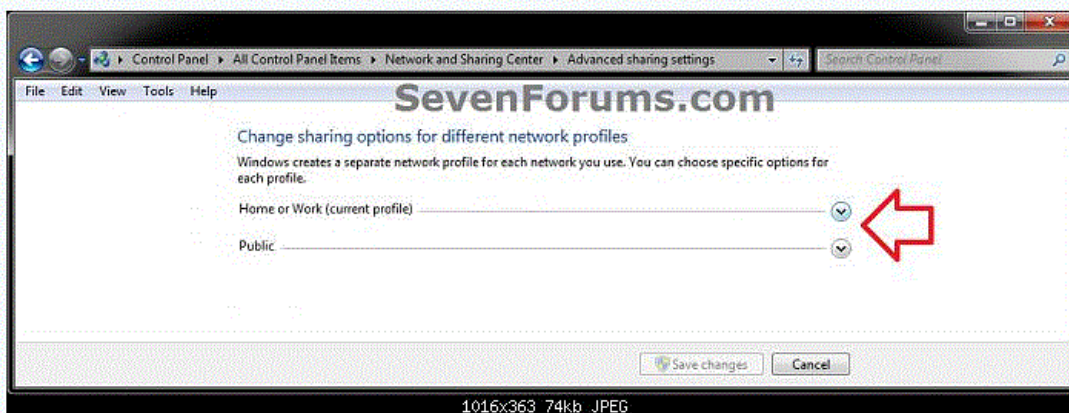 Control Panel ▸ All Control Panel Items ▸ Network and Sharing Center ▸ Advanced sharing settings
Search Control Panel
File Edit View Tools Help
SevenForums.com
Change sharing options for different network profiles
Windows creates a separate network profile for each network you use. You can choose specific options for
each profile.
Home or Work (current profile)
Public
Save changes
Cancel
1016x363 74kb JPEG